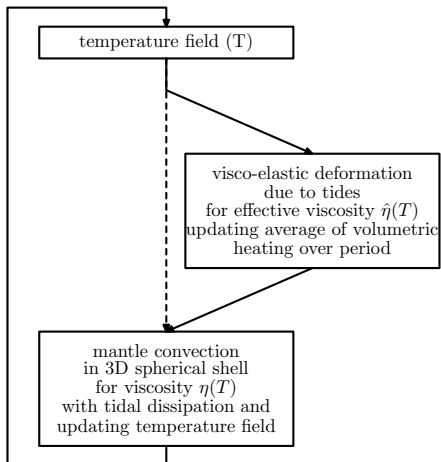 temperature field (T)
visco-elastic deformation
due to tides
for effective viscosity η̂(T)
updating average of volumetric
heating over period
mantle convection
in 3D spherical shell
for viscosity η(T)
with tidal dissipation and
updating temperature field